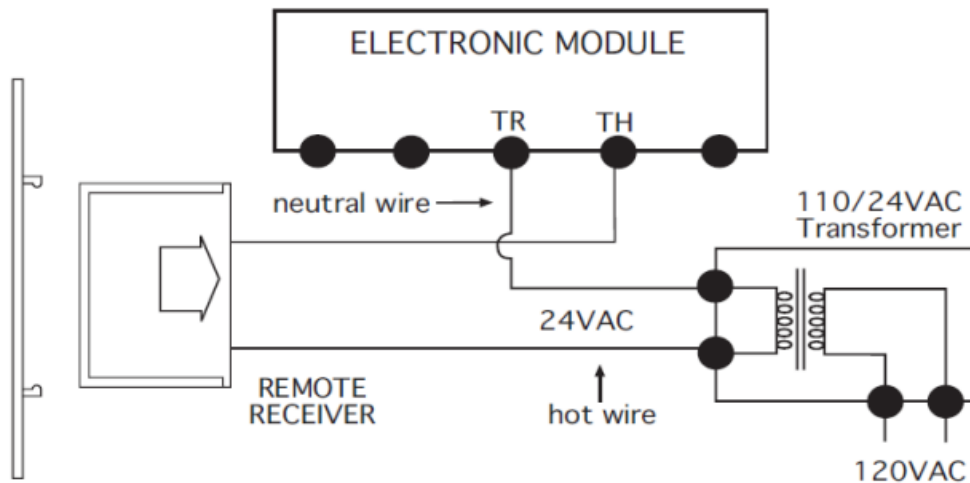 ELECTRONIC MODULE
TR
TH
neutral wire
110/24VAC
Transformer
24VAC
REMOTE
RECEIVER
hot wire
120VAC